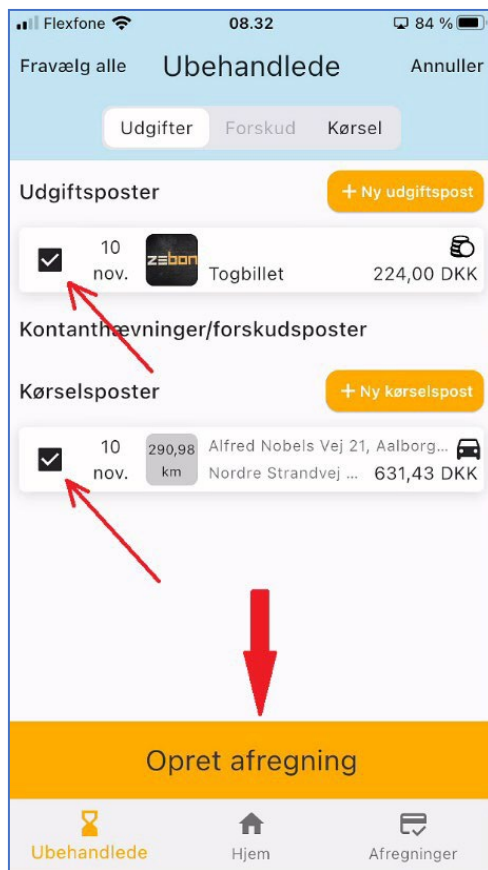 Flexfone 08.32 84 %
Fravælg alle Ubehandlede Annuller
Udgifter Forskud Kørsel
Udgiftsposter + Ny udgiftspost
10
nov. zebon Togbillet 224,00 DKK
Kontanthævninger/forskudsposter
Kørselsposter + Ny kørselspost
10 290,98 Alfred Nobels Vej 21, Aalborg...
nov. km Nordre Strandvej ... 631,43 DKK
Opret afregning
Ubehandlede Hjem Afregninger